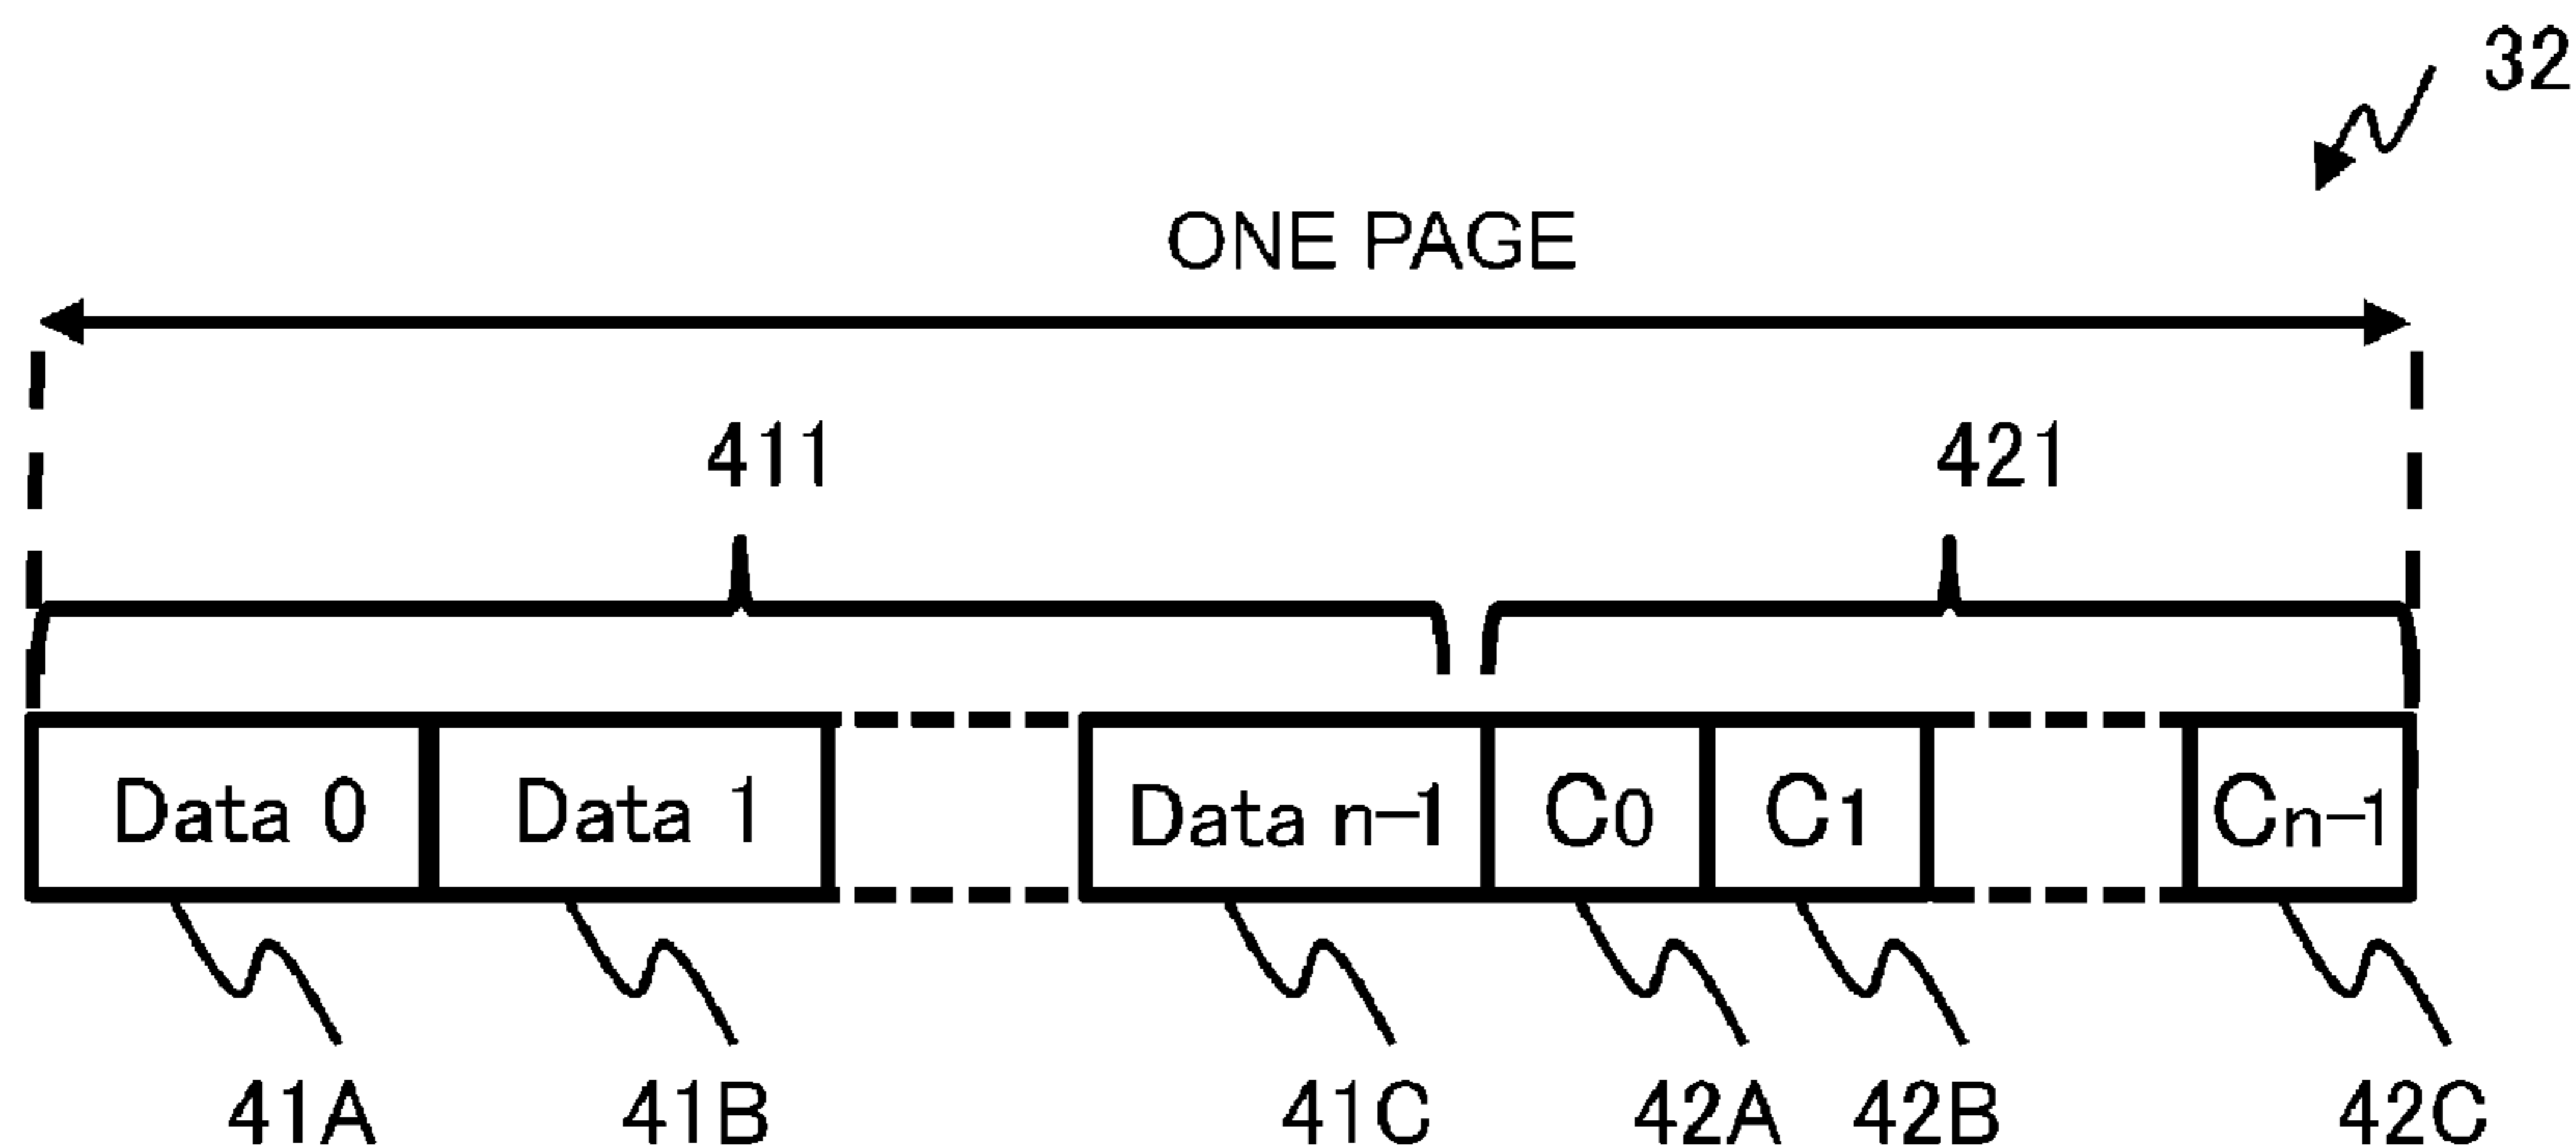 32
ONE PAGE
411 421
Data 0 Data 1 Data n-1 C0 C1 Cn-1
41A 41B 41C 42A 42B 42C